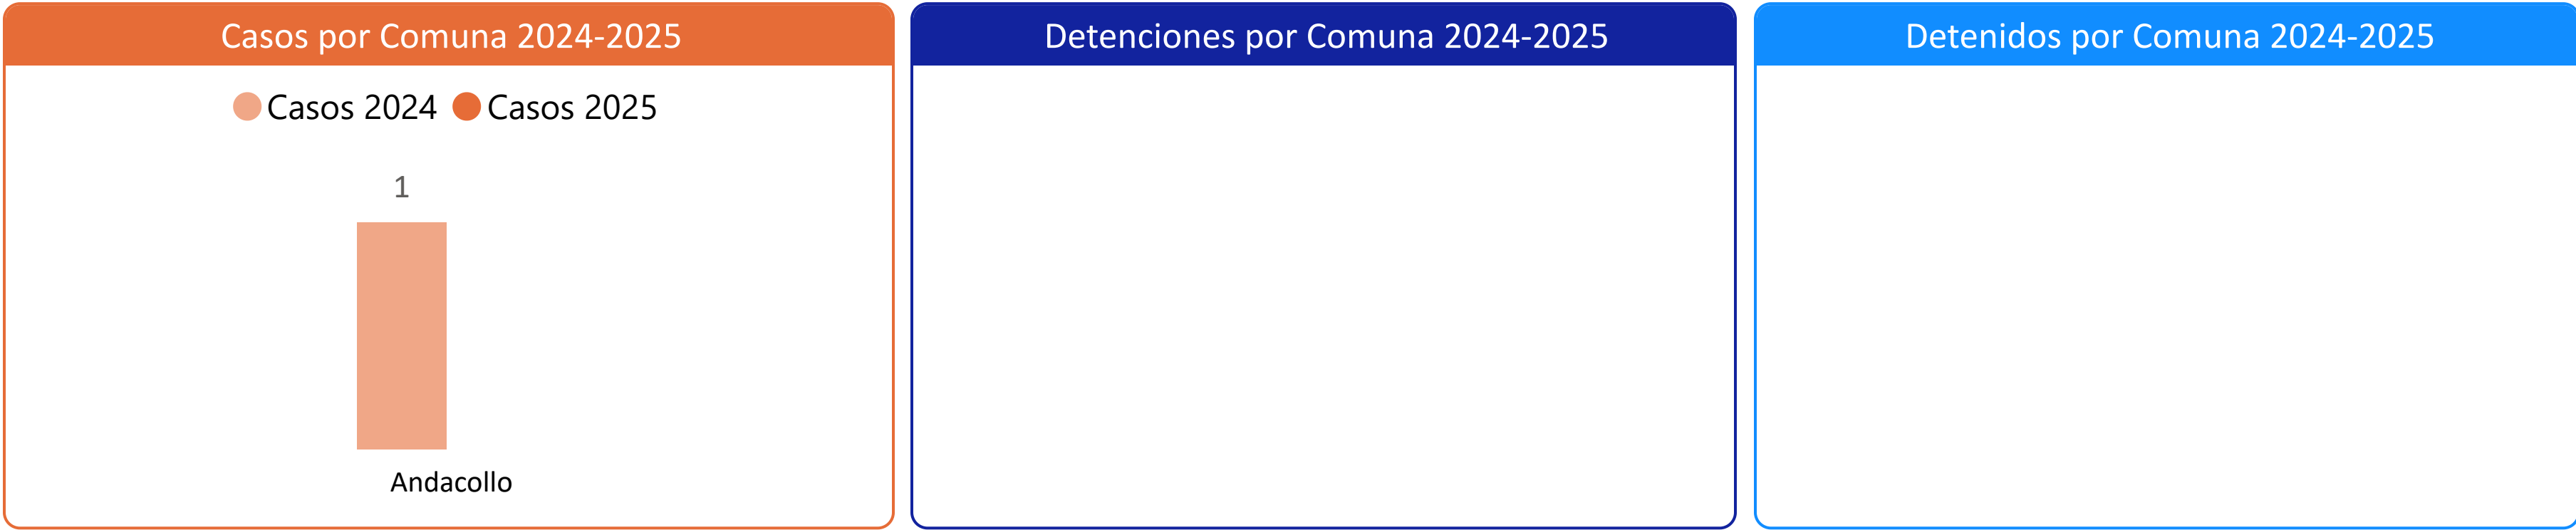 Casos por Comuna 2024-2025
Casos 2024 Casos 2025
1
Andacollo
Detenciones por Comuna 2024-2025
Detenidos por Comuna 2024-2025